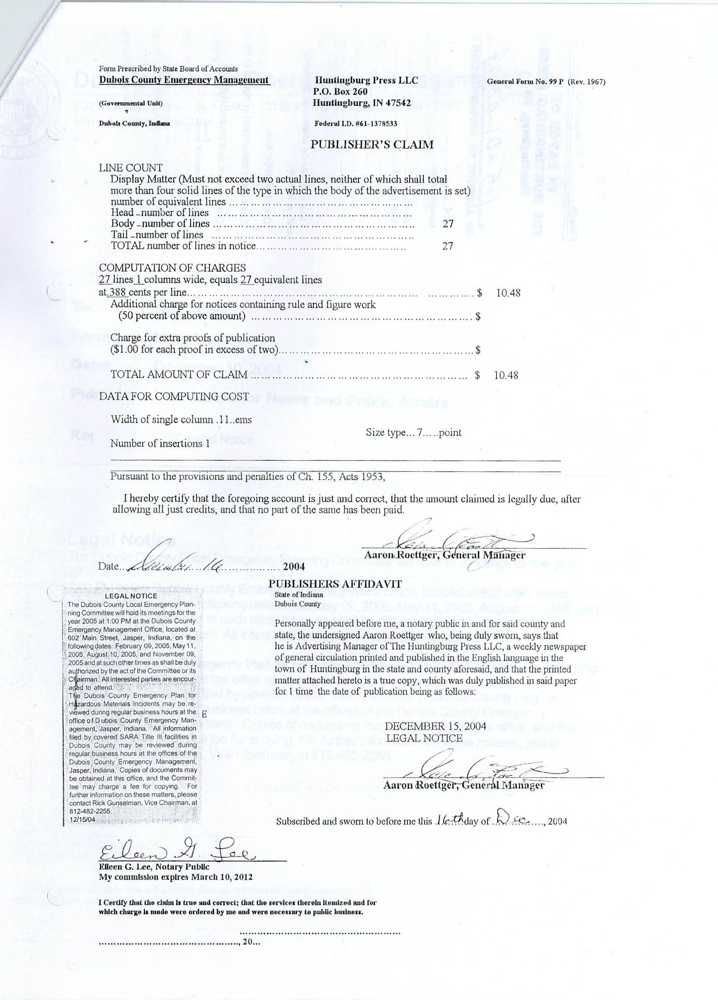 Form Prescribed by State Board of Accounts
Dubois County Emergency Management
Huntingburg Press LLC
General Form No. 99 P (Rev. 1967)
P.O. Box 260
(Governmental Unit)
Huntingburg, IN 47542
Dubois County, Indiana
Federal I.D. #61-1378533
PUBLISHER'S CLAIM
LINE COUNT
Display Matter (Must not exceed two actual lines, neither of which shall total
more than four solid lines of the type in which the body of the advertisement is set)
number of equivalent lines ....................................................
Head -number of lines ....................................................
Body -number of lines .................................................... 27
Tail -number of lines ....................................................
TOTAL number of lines in notice........................................ 27
COMPUTATION OF CHARGES
27 lines 1 columns wide, equals 27 equivalent lines
at .388 cents per line.................................................... $ 10.48
Additional charge for notices containing rule and figure work
(50 percent of above amount) .................................................... $
Charge for extra proofs of publication
($1.00 for each proof in excess of two).................................................... $
TOTAL AMOUNT OF CLAIM .................................................... $ 10.48
DATA FOR COMPUTING COST
Width of single column .11..ems
Size type...7.....point
Number of insertions 1
Pursuant to the provisions and penalties of Ch. 155, Acts 1953,
I hereby certify that the foregoing account is just and correct, that the amount claimed is legally due, after
allowing all just credits, and that no part of the same has been paid.
Aaron Roettger, General Manager
Date...December 16.................... 2004
PUBLISHERS AFFIDAVIT
State of Indiana
Dubois County
Personally appeared before me, a notary public in and for said county and
state, the undersigned Aaron Roettger who, being duly sworn, says that
he is Advertising Manager of The Huntingburg Press LLC, a weekly newspaper
of general circulation printed and published in the English language in the
town of Huntingburg in the state and county aforesaid, and that the printed
matter attached hereto is a true copy, which was duly published in said paper
for 1 time the date of publication being as follows:
DECEMBER 15, 2004
LEGAL NOTICE
Aaron Roettger, General Manager
Subscribed and sworn to before me this .16.th day of ..Dec....., 2004
LEGAL NOTICE
The Dubois County Local Emergency Plan-
ning Committee will hold its meetings for the
year 2005 at 1:00 PM at the Dubois County
Emergency Management Office, located at
602 Main Street, Jasper, Indiana, on the
following dates: February 09, 2005, May 11,
2005, August 10, 2005, and November 09,
2005 and at such other times as shall be duly
authorized by the act of the Committee or its
Chairman. All interested parties are encour-
aged to attend.
The Dubois County Emergency Plan for
Hazardous Materials Incidents may be re-
viewed during regular business hours at the
office of Dubois County Emergency Man-
agement, Jasper, Indiana. All information
filed by covered SARA Title III facilities in
Dubois County may be reviewed during
regular business hours at the offices of the
Dubois County Emergency Management,
Jasper, Indiana. Copies of documents may
be obtained at this office, and the Commit-
tee may charge a fee for copying. For
further information on these matters, please
contact Rick Gunselman, Vice Chairman, at
812-482-2255.
12/15/04
E
Eileen G. Lee
Eileen G. Lee, Notary Public
My commission expires March 10, 2012
I Certify that the claim is true and correct; that the services therein itemized and for
which charge is made were ordered by me and were necessary to public business.
......................................................
................................................, 20...